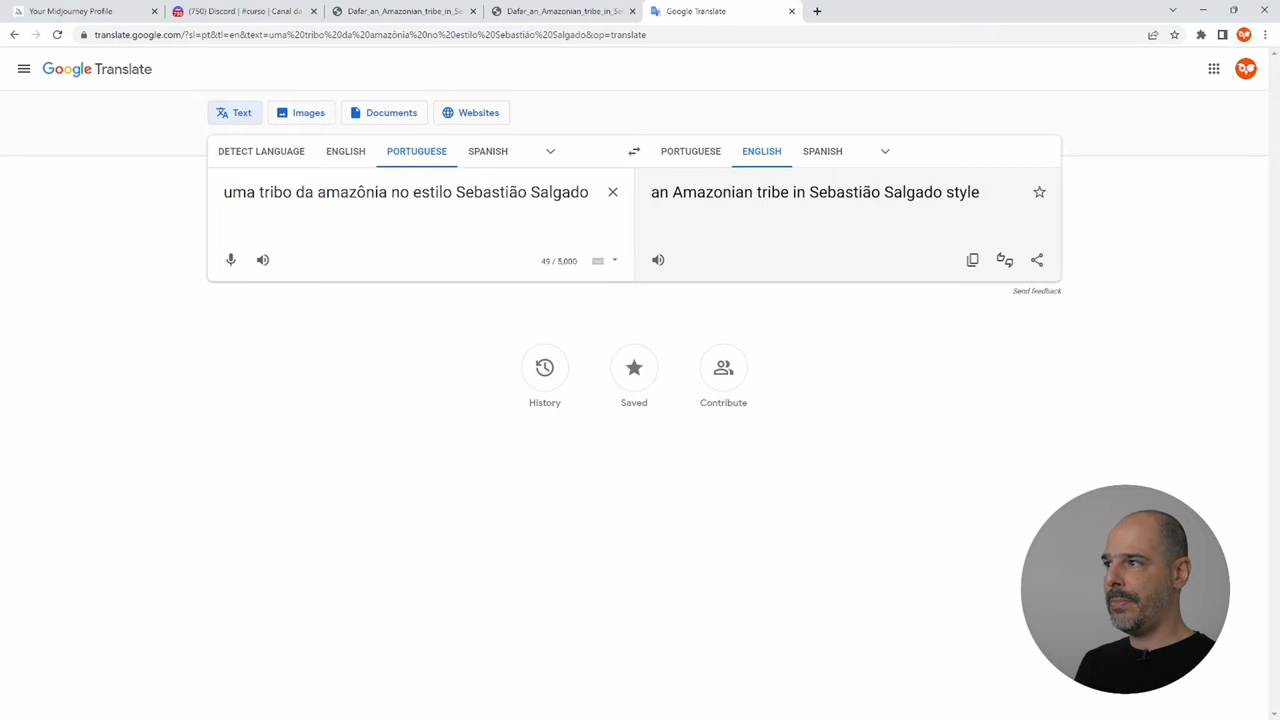 Your Midjourney Profile
(750) Discord | #curso | Canal da
Dafar_an_Amazonian_tribe_in_Se
Dafar_an_Amazonian_tribe_in_Se
Google Translate
translate.google.com/?sl=pt&tl=en&text=uma%20tribo%20da%20amazônia%20no%20estilo%20Sebastião%20Salgado&op=translate
Google Translate
Text
Images
Documents
Websites
DETECT LANGUAGE
ENGLISH
PORTUGUESE
SPANISH
PORTUGUESE
ENGLISH
SPANISH
uma tribo da amazônia no estilo Sebastião Salgado
an Amazonian tribe in Sebastião Salgado style
49 / 5,000
Send feedback
History
Saved
Contribute